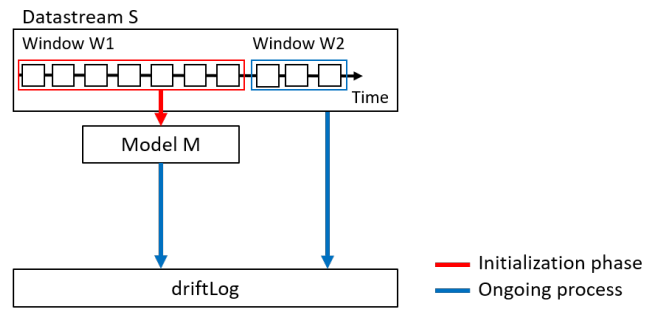 Datastream S
Window W1
Window W2
Time
Model M
driftLog
Initialization phase
Ongoing process